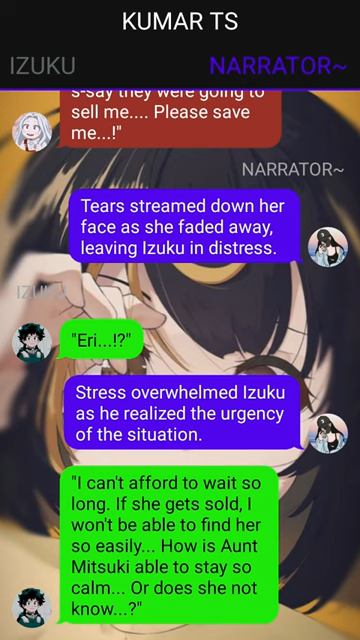 KUMAR TS
IZUKU
NARRATOR~
s-say they were going to
sell me.... Please save
me...!"
NARRATOR~
Tears streamed down her
face as she faded away,
leaving Izuku in distress.
IZUKU
"Eri...!?"
Stress overwhelmed Izuku
as he realized the urgency
of the situation.
"I can't afford to wait so
long. If she gets sold, I
won't be able to find her
so easily... How is Aunt
Mitsuki able to stay so
calm... Or does she not
know...?"